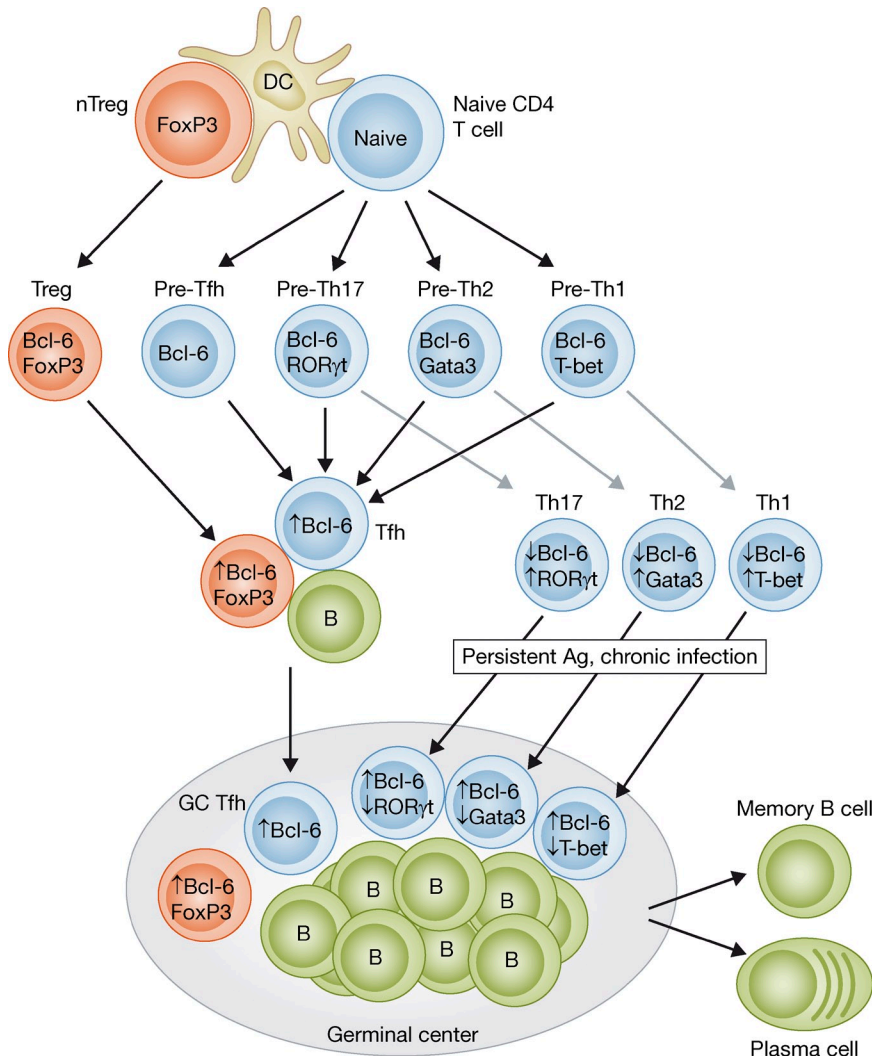 DC
nTreg
FoxP3
Naive
Naive CD4
T cell
Treg
Pre-Tfh
Pre-Th17
Pre-Th2
Pre-Th1
Bcl-6
FoxP3
Bcl-6
Bcl-6
RORγt
Bcl-6
Gata3
Bcl-6
T-bet
↑Bcl-6
Tfh
↑Bcl-6
FoxP3
B
Th17
Th2
Th1
↓Bcl-6
↑RORγt
↓Bcl-6
↑Gata3
↓Bcl-6
↑T-bet
Persistent Ag, chronic infection
GC Tfh
↑Bcl-6
↑Bcl-6
↓RORγt
↑Bcl-6
↓Gata3
↑Bcl-6
↓T-bet
↑Bcl-6
FoxP3
B
B
B
B
B
B
B
Germinal center
Memory B cell
Plasma cell